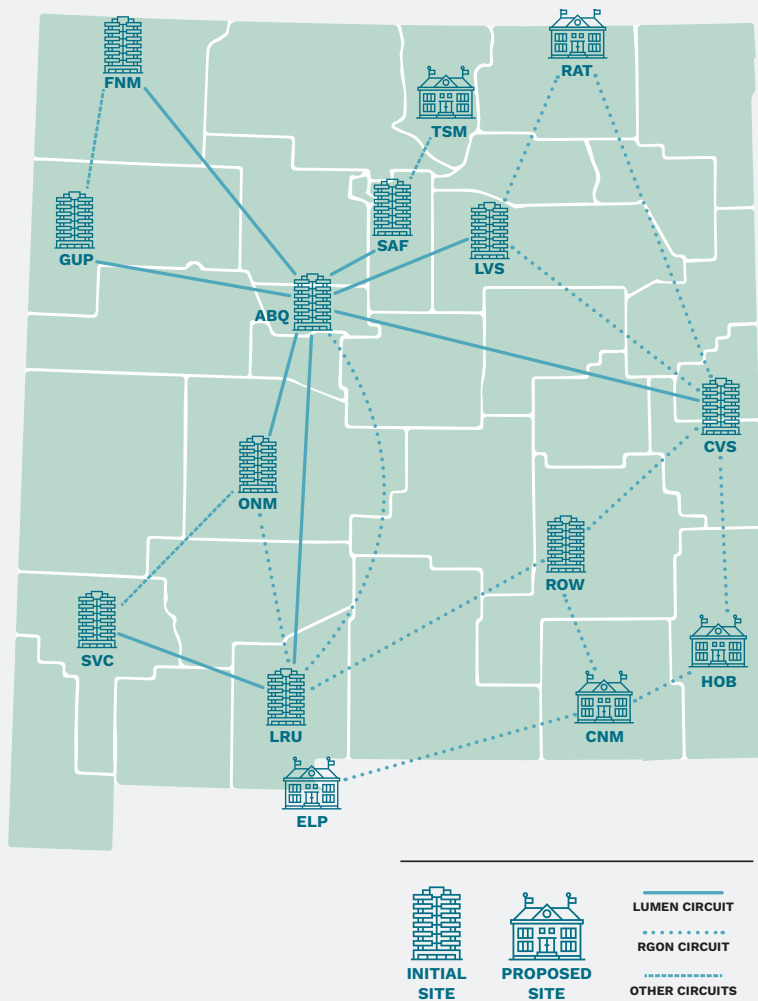 FNM
RAT
TSM
GUP
SAF
LVS
ABQ
CVS
ONM
ROW
SVC
HOB
LRU
CNM
ELP
LUMEN CIRCUIT
RGON CIRCUIT
INITIAL
SITE
PROPOSED
SITE
OTHER CIRCUITS